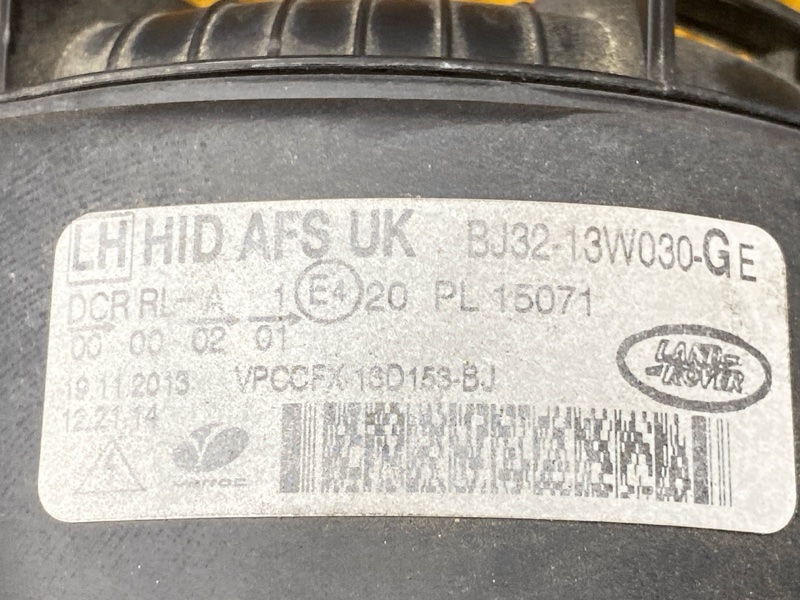 LH HID AFS UK BJ32-13W030-GE
DCR RL A 1 E4 20 PL 15071
00 00 02 01
19.11.2013 VPCCFX-13D153-BJ
LAND-ROVER
12.21.14
VARROC